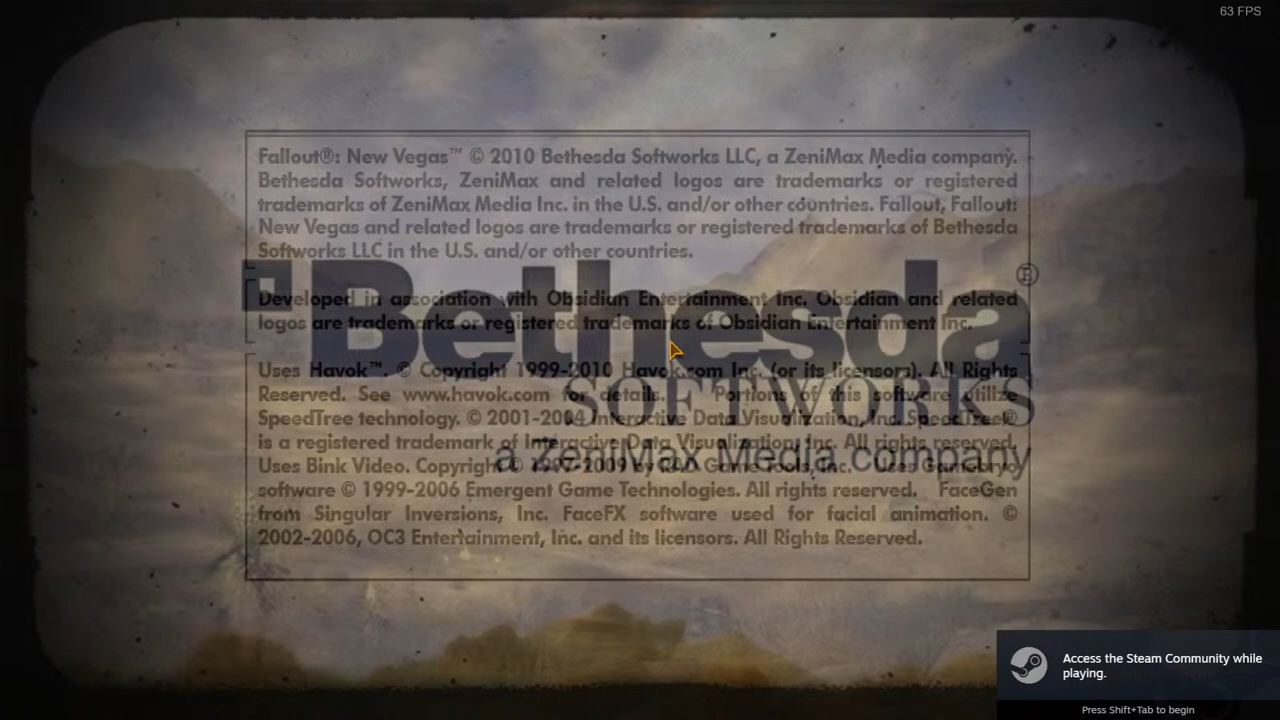 63 FPS
Fallout®: New Vegas™ © 2010 Bethesda Softworks LLC, a ZeniMax Media company.
Bethesda Softworks, ZeniMax and related logos are trademarks or registered
trademarks of ZeniMax Media Inc. in the U.S. and/or other countries. Fallout, Fallout:
New Vegas and related logos are trademarks or registered trademarks of Bethesda
Softworks LLC in the U.S. and/or other countries.
Bethesda®
Developed in association with Obsidian Entertainment Inc. Obsidian and related
logos are trademarks or registered trademarks of Obsidian Entertainment Inc.
Uses Havok™. © Copyright 1999-2010 Havok.com Inc. (or its licensors). All Rights
Reserved. See www.havok.com for details. Portions of this software utilize
SOFTWORKS
SpeedTree technology. © 2001-2004 Interactive Data Visualization, Inc. SpeedTree®
is a registered trademark of Interactive Data Visualization, Inc. All rights reserved.
a ZeniMax Media company
Uses Bink Video. Copyright © 1997-2009 by RAD Game Tools, Inc. Uses Gamebryo
software © 1999-2006 Emergent Game Technologies. All rights reserved. FaceGen
from Singular Inversions, Inc. FaceFX software used for facial animation. ©
2002-2006, OC3 Entertainment, Inc. and its licensors. All Rights Reserved.
Access the Steam Community while
playing.
Press Shift+Tab to begin